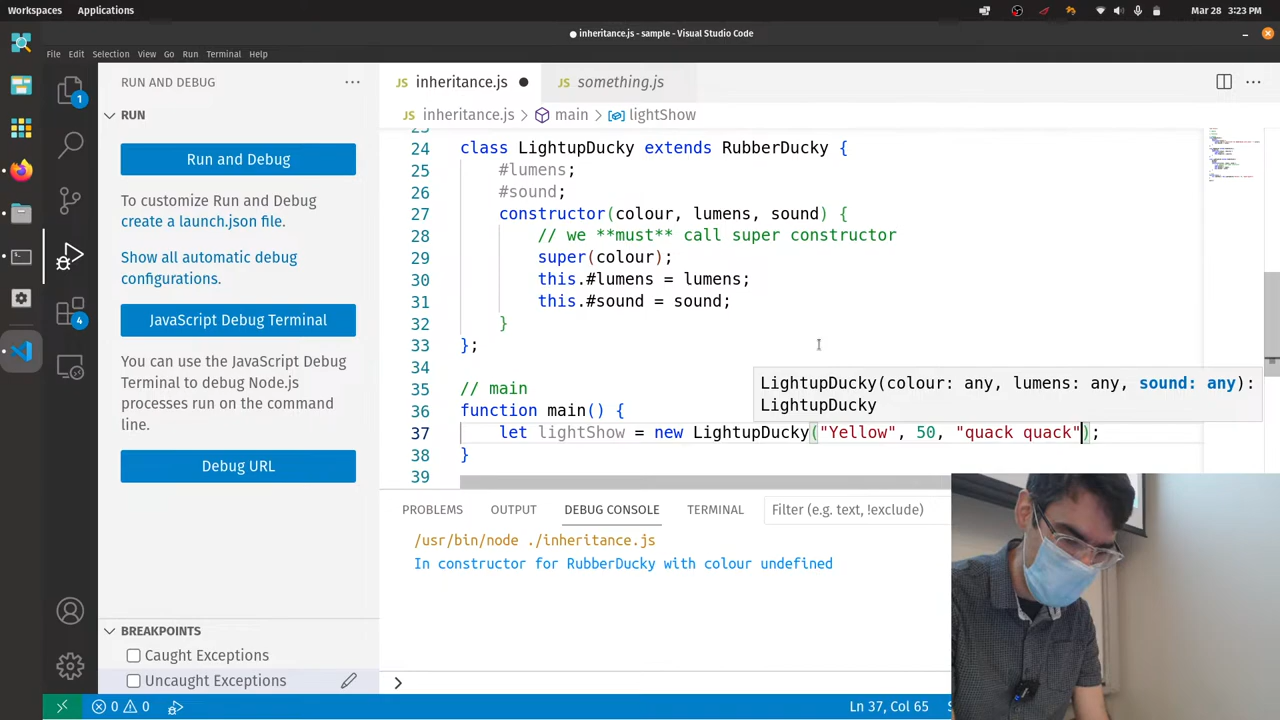 Workspaces Applications Mar 28 3:23 PM
● inheritance.js - sample - Visual Studio Code
File Edit Selection View Go Run Terminal Help
RUN AND DEBUG ···
JS inheritance.js ●
JS something.js
···
RUN
JS inheritance.js > main > lightShow
1
Run and Debug
To customize Run and Debug
create a launch.json file.
Show all automatic debug
configurations.
4
JavaScript Debug Terminal
You can use the JavaScript Debug
Terminal to debug Node.js
processes run on the command
line.
Debug URL
23
24 class LightupDucky extends RubberDucky {
25 #lumens;
26 #sound;
27 constructor(colour, lumens, sound) {
28 // we **must** call super constructor
29 super(colour);
30 this.#lumens = lumens;
31 this.#sound = sound;
32 }
33 };
34
35 // main
36 function main() {
37 let lightShow = new LightupDucky("Yellow", 50, "quack quack");
38 }
39
LightupDucky(colour: any, lumens: any, sound: any):
LightupDucky
PROBLEMS OUTPUT DEBUG CONSOLE TERMINAL Filter (e.g. text, !exclude)
/usr/bin/node ./inheritance.js
In constructor for RubberDucky with colour undefined
>
BREAKPOINTS
Caught Exceptions
Uncaught Exceptions
0 0
Ln 37, Col 65